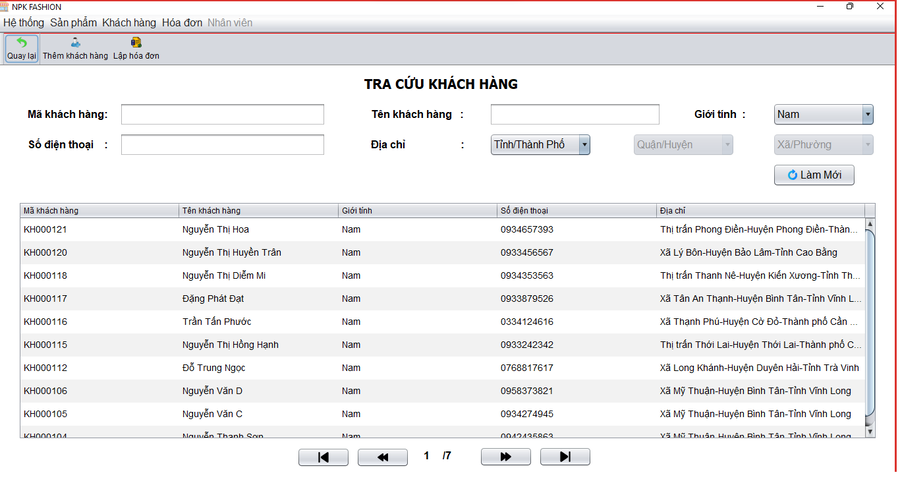 NPK FASHION
Hệ thống Sản phẩm Khách hàng Hóa đơn Nhân viên
Quay lại Thêm khách hàng Lập hóa đơn
TRA CỨU KHÁCH HÀNG
Mã khách hàng: Tên khách hàng : Giới tính : Nam
Số điện thoại : Địa chỉ : Tỉnh/Thành Phố Quận/Huyện Xã/Phường
Làm Mới
Mã khách hàng Tên khách hàng Giới tính Số điện thoại Địa chỉ
KH000121 Nguyễn Thị Hoa Nam 0934657393 Thị trấn Phong Điền-Huyện Phong Điền-Thàn...
KH000120 Nguyễn Thị Huyền Trân Nam 0933456567 Xã Lý Bôn-Huyện Bảo Lâm-Tỉnh Cao Bằng
KH000118 Nguyễn Thị Diễm Mi Nam 0934353563 Thị trấn Thanh Nê-Huyện Kiến Xương-Tỉnh Th...
KH000117 Đặng Phát Đạt Nam 0933879526 Xã Tân An Thạnh-Huyện Bình Tân-Tỉnh Vĩnh L...
KH000116 Trần Tấn Phước Nam 0334124616 Xã Thạnh Phú-Huyện Cờ Đỏ-Thành phố Cần ...
KH000115 Nguyễn Thị Hồng Hạnh Nam 0933242342 Thị trấn Thới Lai-Huyện Thới Lai-Thành phố C...
KH000112 Đỗ Trung Ngọc Nam 0768817617 Xã Long Khánh-Huyện Duyên Hải-Tỉnh Trà Vinh
KH000106 Nguyễn Văn D Nam 0958373821 Xã Mỹ Thuận-Huyện Bình Tân-Tỉnh Vĩnh Long
KH000105 Nguyễn Văn C Nam 0934274945 Xã Mỹ Thuận-Huyện Bình Tân-Tỉnh Vĩnh Long
KH000104 Nguyễn Thanh Sơn Nam 0942435863 Xã Mỹ Thuận-Huyện Bình Tân-Tỉnh Vĩnh Long
1 /7